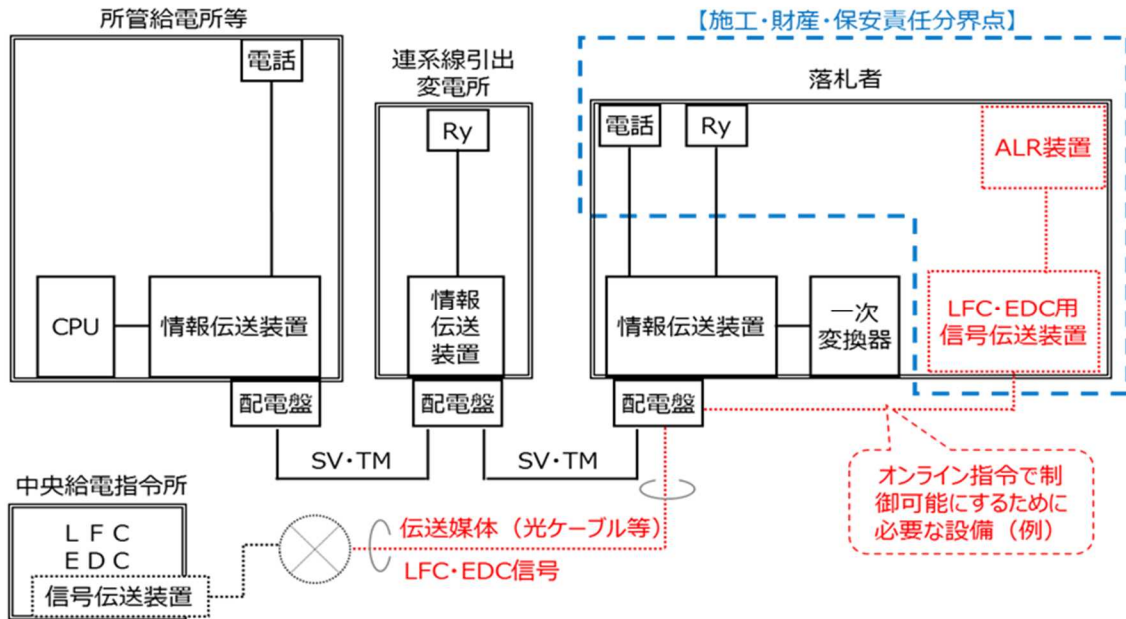 所管給電所等
電話
CPU
情報伝送装置
配電盤
連系線引出
変電所
Ry
情報
伝送
装置
配電盤
【施工・財産・保安責任分界点】
落札者
電話
Ry
ALR装置
情報伝送装置
一次
変換器
LFC・EDC用
信号伝送装置
配電盤
SV・TM
SV・TM
オンライン指令で制
御可能にするために
必要な設備（例）
中央給電指令所
ＬＦＣ
ＥＤＣ
信号伝送装置
伝送媒体（光ケーブル等）
LFC・EDC信号